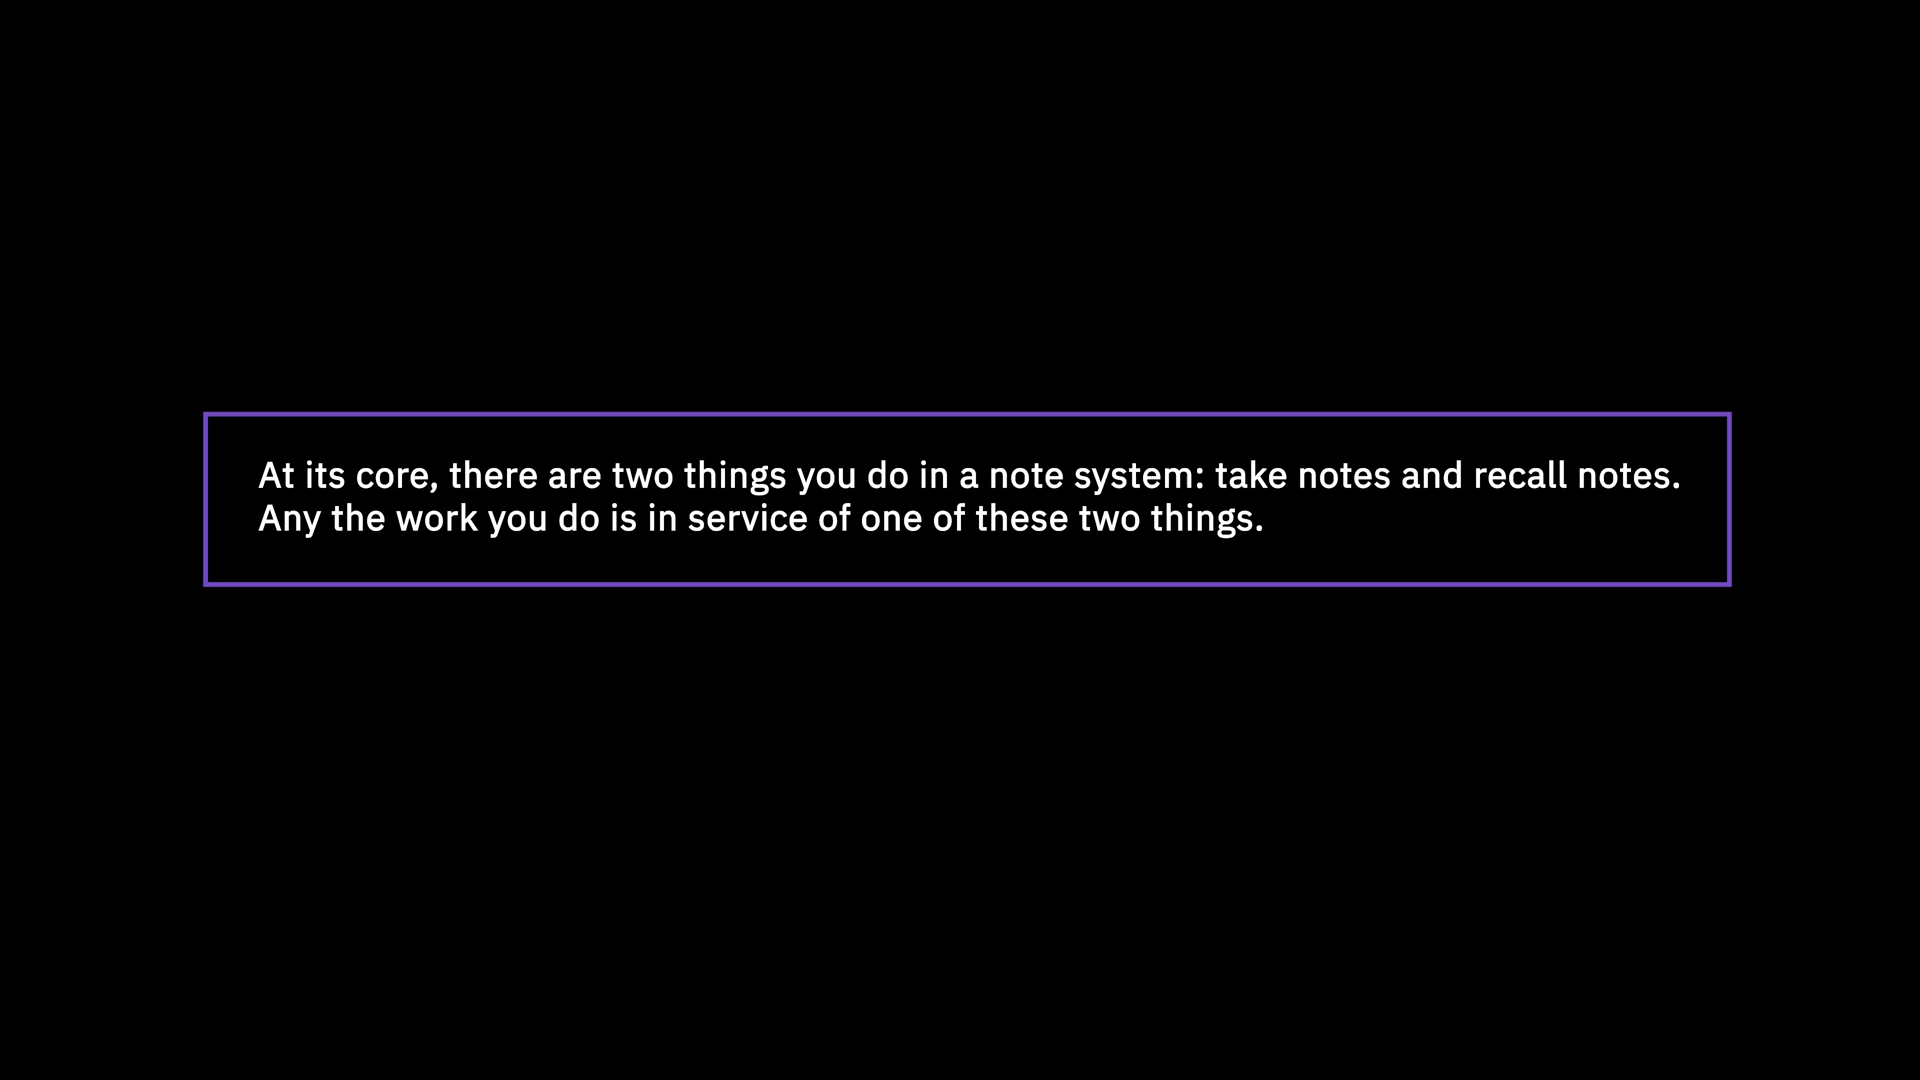 At its core, there are two things you do in a note system: take notes and recall notes.
Any the work you do is in service of one of these two things.